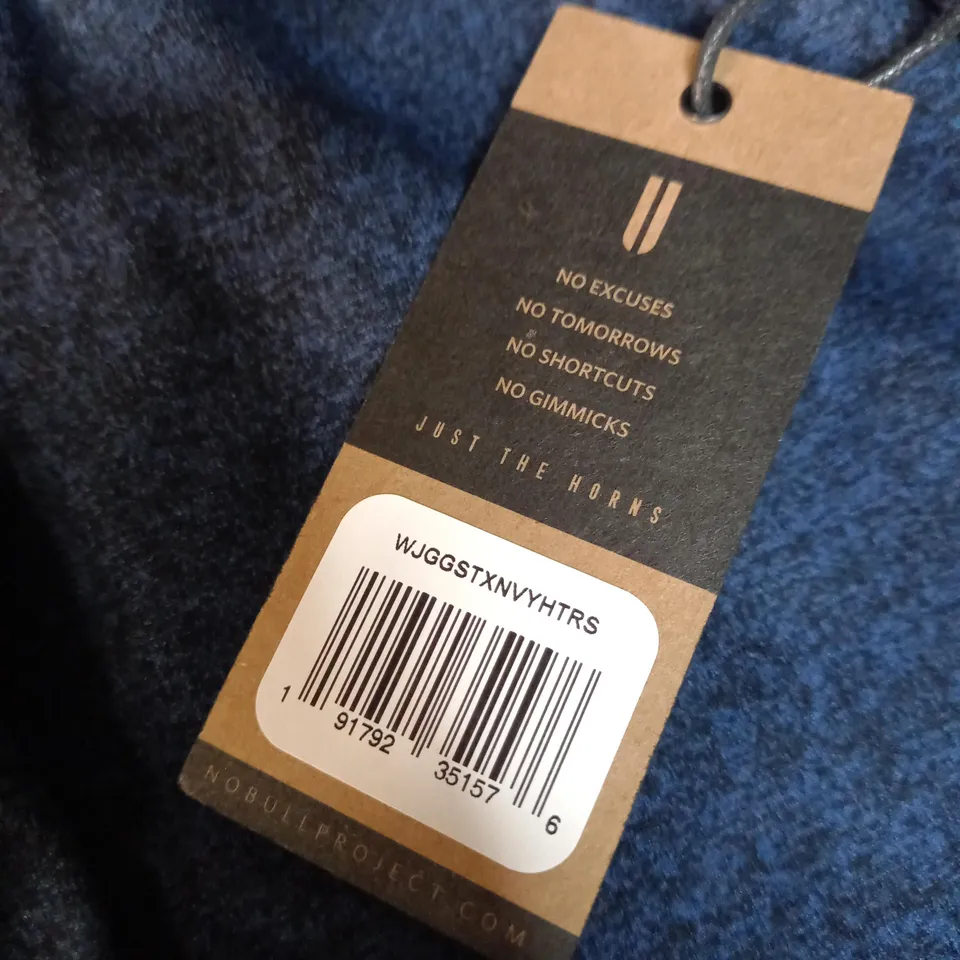 NO EXCUSES
NO TOMORROWS
NO SHORTCUTS
NO GIMMICKS
JUST THE HORNS
WJGGSTXNVYHTRS
1 91792 35157 6
NOBULLPROJECT.COM